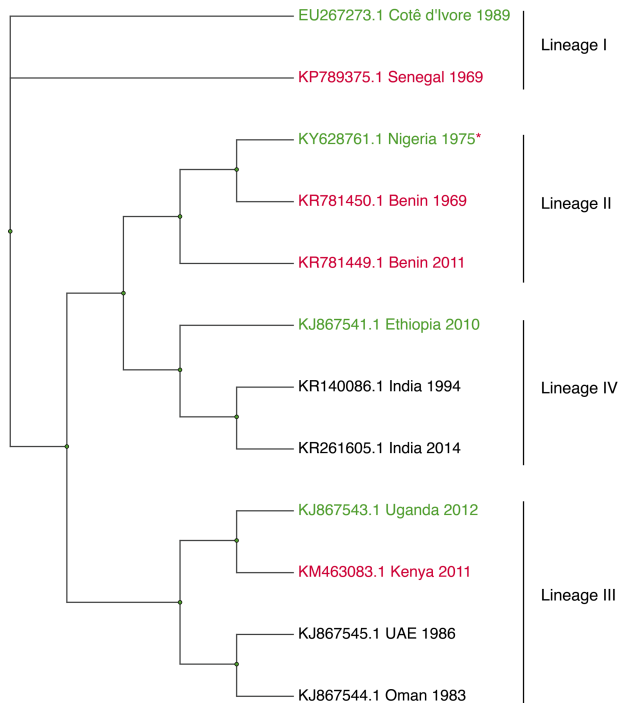 EU267273.1 Cotê d'Ivore 1989
Lineage I
KP789375.1 Senegal 1969
KY628761.1 Nigeria 1975*
KR781450.1 Benin 1969
Lineage II
KR781449.1 Benin 2011
KJ867541.1 Ethiopia 2010
KR140086.1 India 1994
Lineage IV
KR261605.1 India 2014
KJ867543.1 Uganda 2012
KM463083.1 Kenya 2011
Lineage III
KJ867545.1 UAE 1986
KJ867544.1 Oman 1983